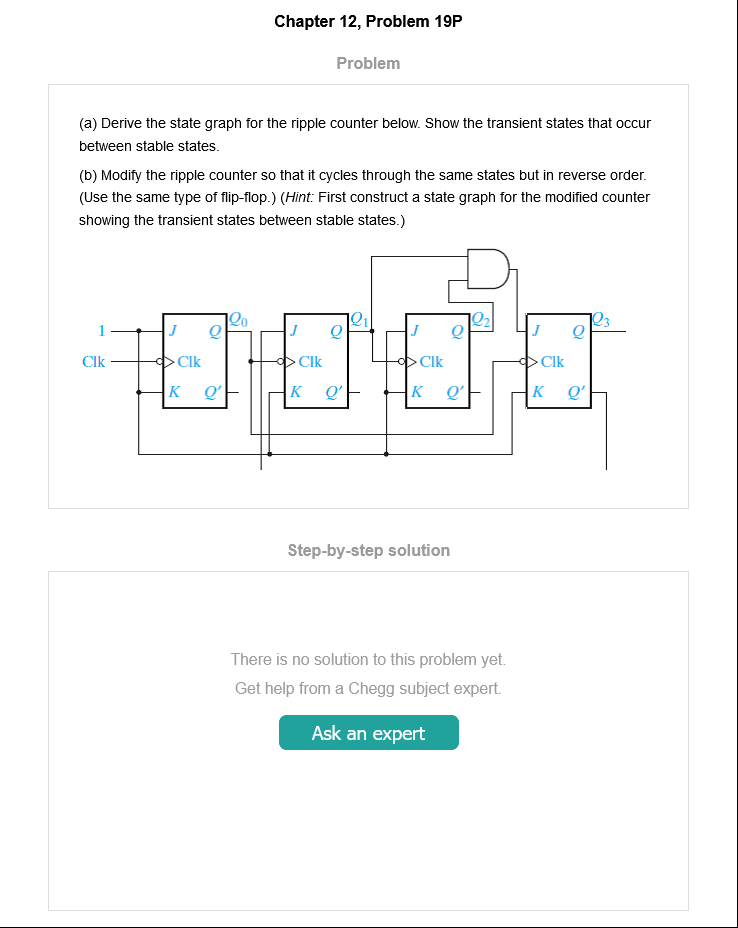 Chapter 12, Problem 19P
Problem
(a) Derive the state graph for the ripple counter below. Show the transient states that occur
between stable states.
(b) Modify the ripple counter so that it cycles through the same states but in reverse order.
(Use the same type of flip-flop.) (Hint: First construct a state graph for the modified counter
showing the transient states between stable states.)
Q0 Q1 Q2 Q3
1 J Q J Q J Q J Q
Clk Clk Clk Clk Clk
K Q' K Q' K Q' K Q'
Step-by-step solution
There is no solution to this problem yet.
Get help from a Chegg subject expert.
Ask an expert